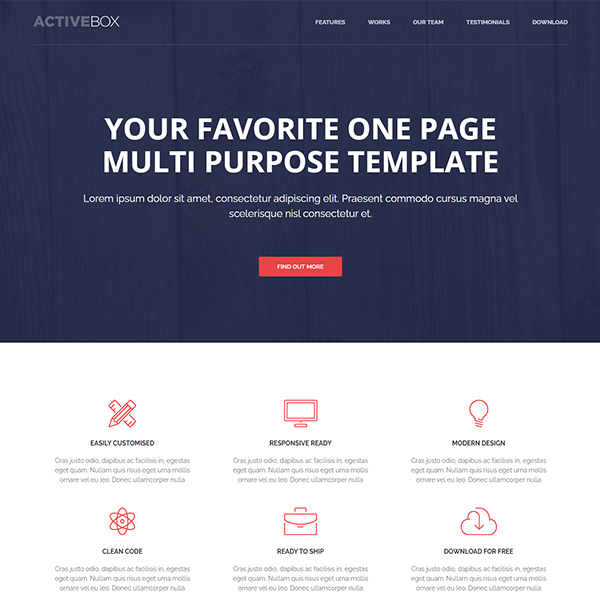 ACTIVEBOX
FEATURES WORKS OUR TEAM TESTIMONIALS DOWNLOAD
YOUR FAVORITE ONE PAGE
MULTI PURPOSE TEMPLATE
Lorem ipsum dolor sit amet, consectetur adipiscing elit. Praesent commodo cursus magna vel
scelerisque nisl consectetur et.
FIND OUT MORE
EASILY CUSTOMISED
Cras justo odio, dapibus ac facilisis in, egestas
eget quam. Nullam quis risus eget urna mollis
ornare vel eu leo. Donec ullamcorper nulla
RESPONSIVE READY
Cras justo odio, dapibus ac facilisis in, egestas
eget quam. Nullam quis risus eget urna mollis
ornare vel eu leo. Donec ullamcorper nulla
MODERN DESIGN
Cras justo odio, dapibus ac facilisis in, egestas
eget quam. Nullam quis risus eget urna mollis
ornare vel eu leo. Donec ullamcorper nulla
CLEAN CODE
Cras justo odio, dapibus ac facilisis in, egestas
eget quam. Nullam quis risus eget urna mollis
ornare vel eu leo. Donec ullamcorper nulla
READY TO SHIP
Cras justo odio, dapibus ac facilisis in, egestas
eget quam. Nullam quis risus eget urna mollis
ornare vel eu leo. Donec ullamcorper nulla
DOWNLOAD FOR FREE
Cras justo odio, dapibus ac facilisis in, egestas
eget quam. Nullam quis risus eget urna mollis
ornare vel eu leo. Donec ullamcorper nulla